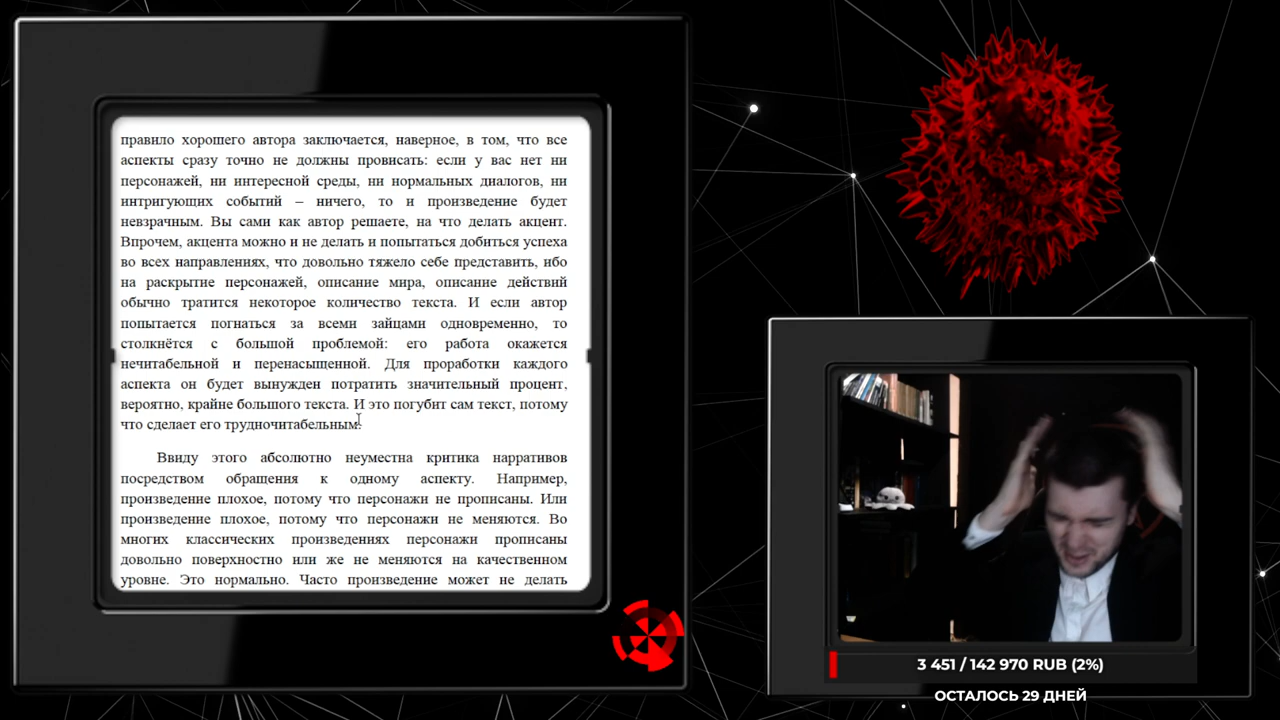 правило хорошего автора заключается, наверное, в том, что все
аспекты сразу точно не должны провисать: если у вас нет ни
персонажей, ни интересной среды, ни нормальных диалогов, ни
интригующих событий – ничего, то и произведение будет
невзрачным. Вы сами как автор решаете, на что делать акцент.
Впрочем, акцента можно и не делать и попытаться добиться успеха
во всех направлениях, что довольно тяжело себе представить, ибо
на раскрытие персонажей, описание мира, описание действий
обычно тратится некоторое количество текста. И если автор
попытается погнаться за всеми зайцами одновременно, то
столкнётся с большой проблемой: его работа окажется
нечитабельной и перенасыщенной. Для проработки каждого
аспекта он будет вынужден потратить значительный процент,
вероятно, крайне большого текста. И это погубит сам текст, потому
что сделает его трудночитабельным.
Ввиду этого абсолютно неуместна критика нарративов
посредством обращения к одному аспекту. Например,
произведение плохое, потому что персонажи не прописаны. Или
произведение плохое, потому что персонажи не меняются. Во
многих классических произведениях персонажи прописаны
довольно поверхностно или же не меняются на качественном
уровне. Это нормально. Часто произведение может не делать
3 451 / 142 970 RUB (2%)
ОСТАЛОСЬ 29 ДНЕЙ